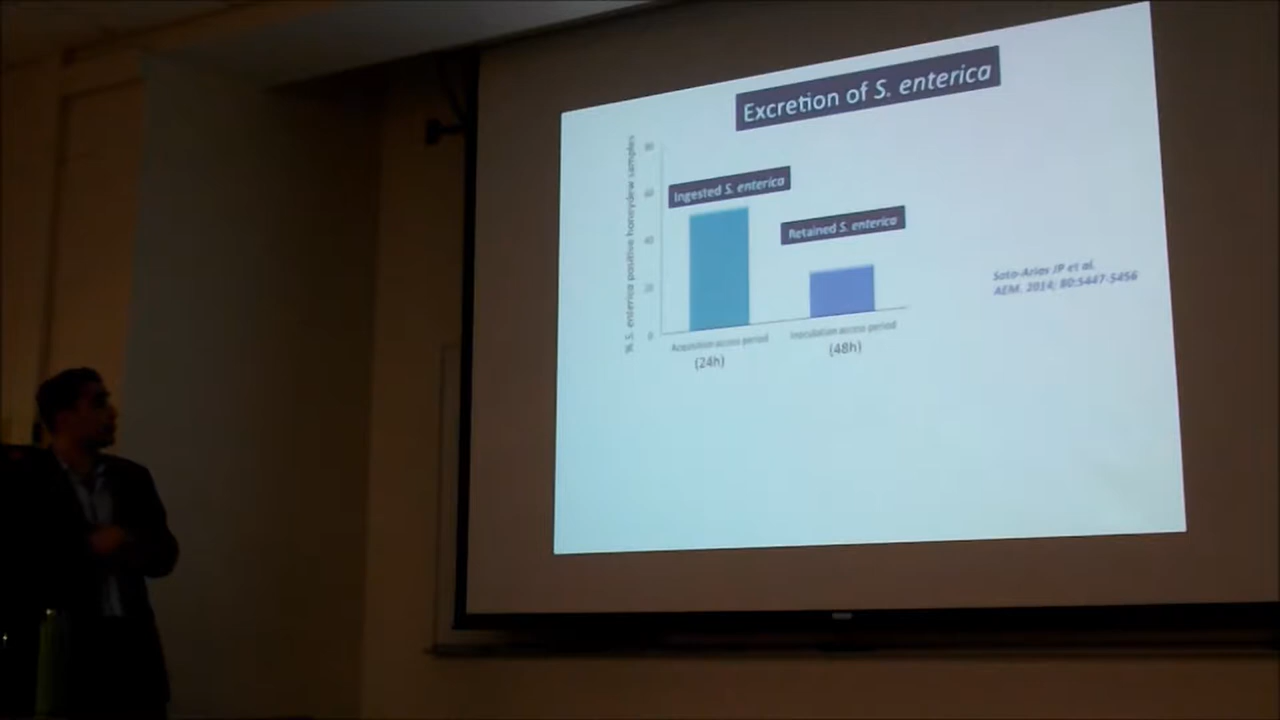 Excretion of S. enterica
% S. enterica positive honeydew samples
80
60
40
20
0
Ingested S. enterica
Retained S. enterica
Acquisition access period
(24h)
Inoculation access period
(48h)
Soto-Arias JP et al.
AEM. 2014; 80:5447-5456